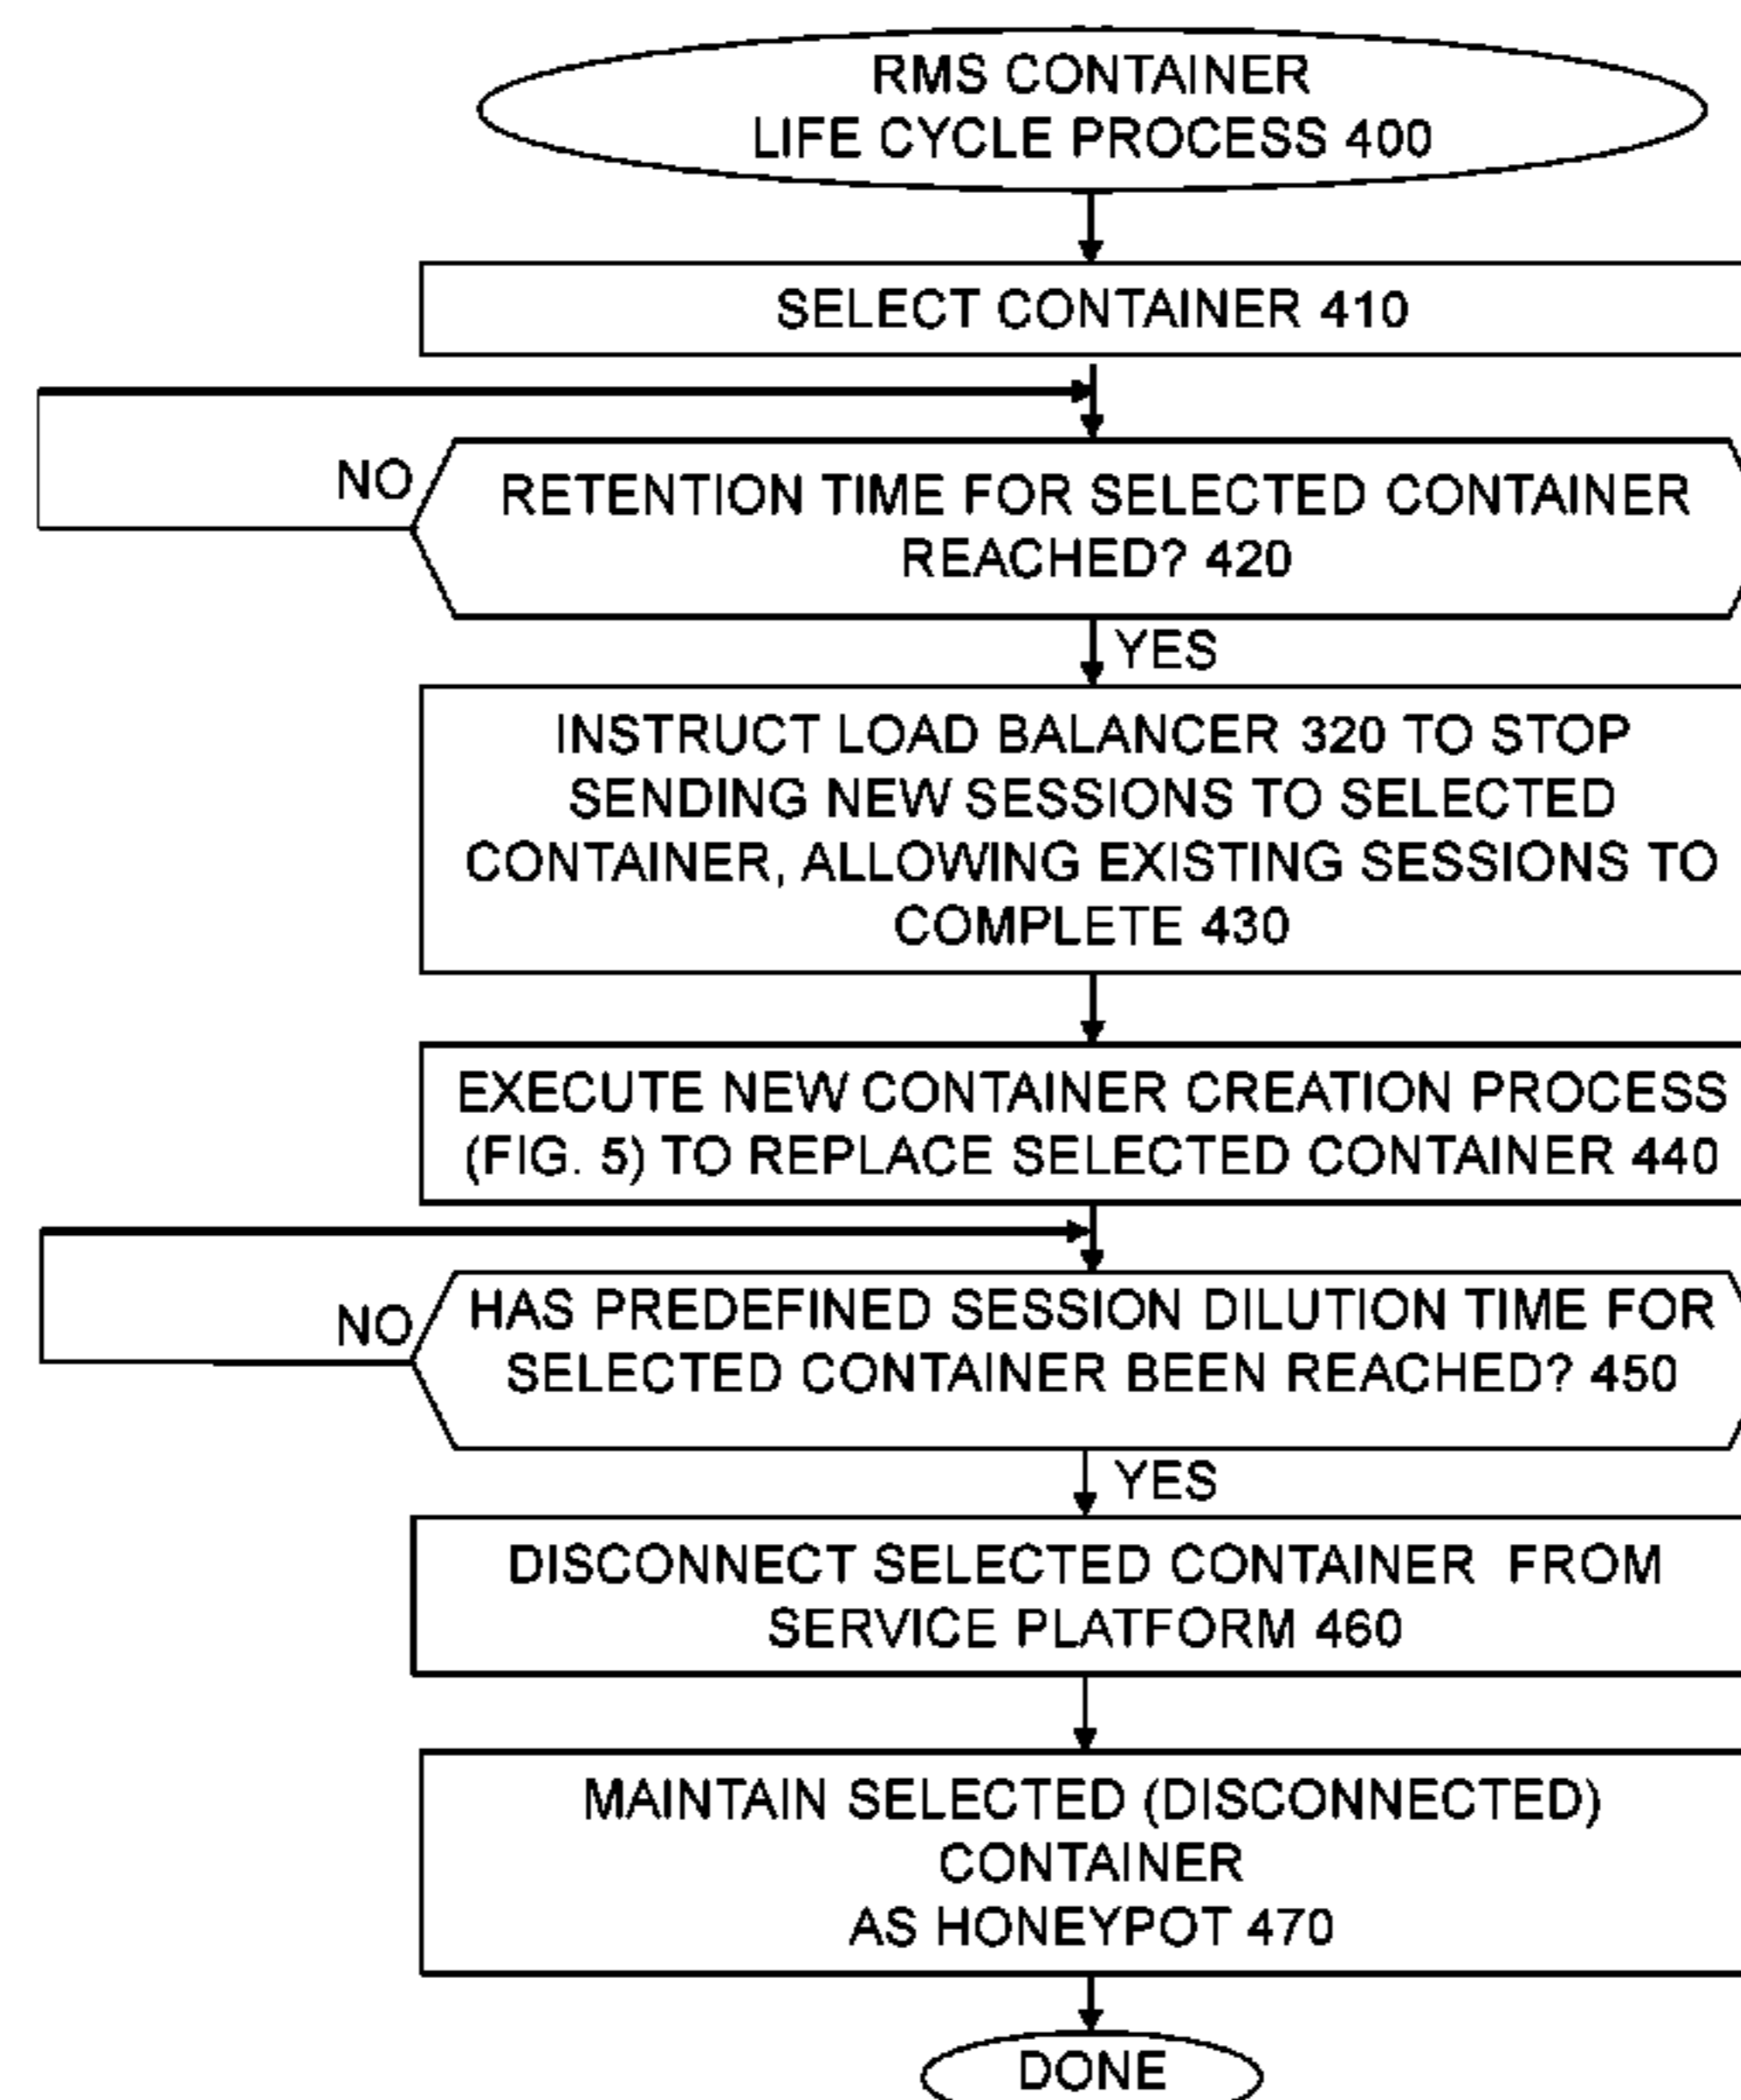 RMS CONTAINER
LIFE CYCLE PROCESS 400
SELECT CONTAINER 410
NO
RETENTION TIME FOR SELECTED CONTAINER
REACHED? 420
YES
INSTRUCT LOAD BALANCER 320 TO STOP
SENDING NEW SESSIONS TO SELECTED
CONTAINER, ALLOWING EXISTING SESSIONS TO
COMPLETE 430
EXECUTE NEW CONTAINER CREATION PROCESS
(FIG. 5) TO REPLACE SELECTED CONTAINER 440
NO
HAS PREDEFINED SESSION DILUTION TIME FOR
SELECTED CONTAINER BEEN REACHED? 450
YES
DISCONNECT SELECTED CONTAINER FROM
SERVICE PLATFORM 460
MAINTAIN SELECTED (DISCONNECTED)
CONTAINER
AS HONEYPOT 470
DONE